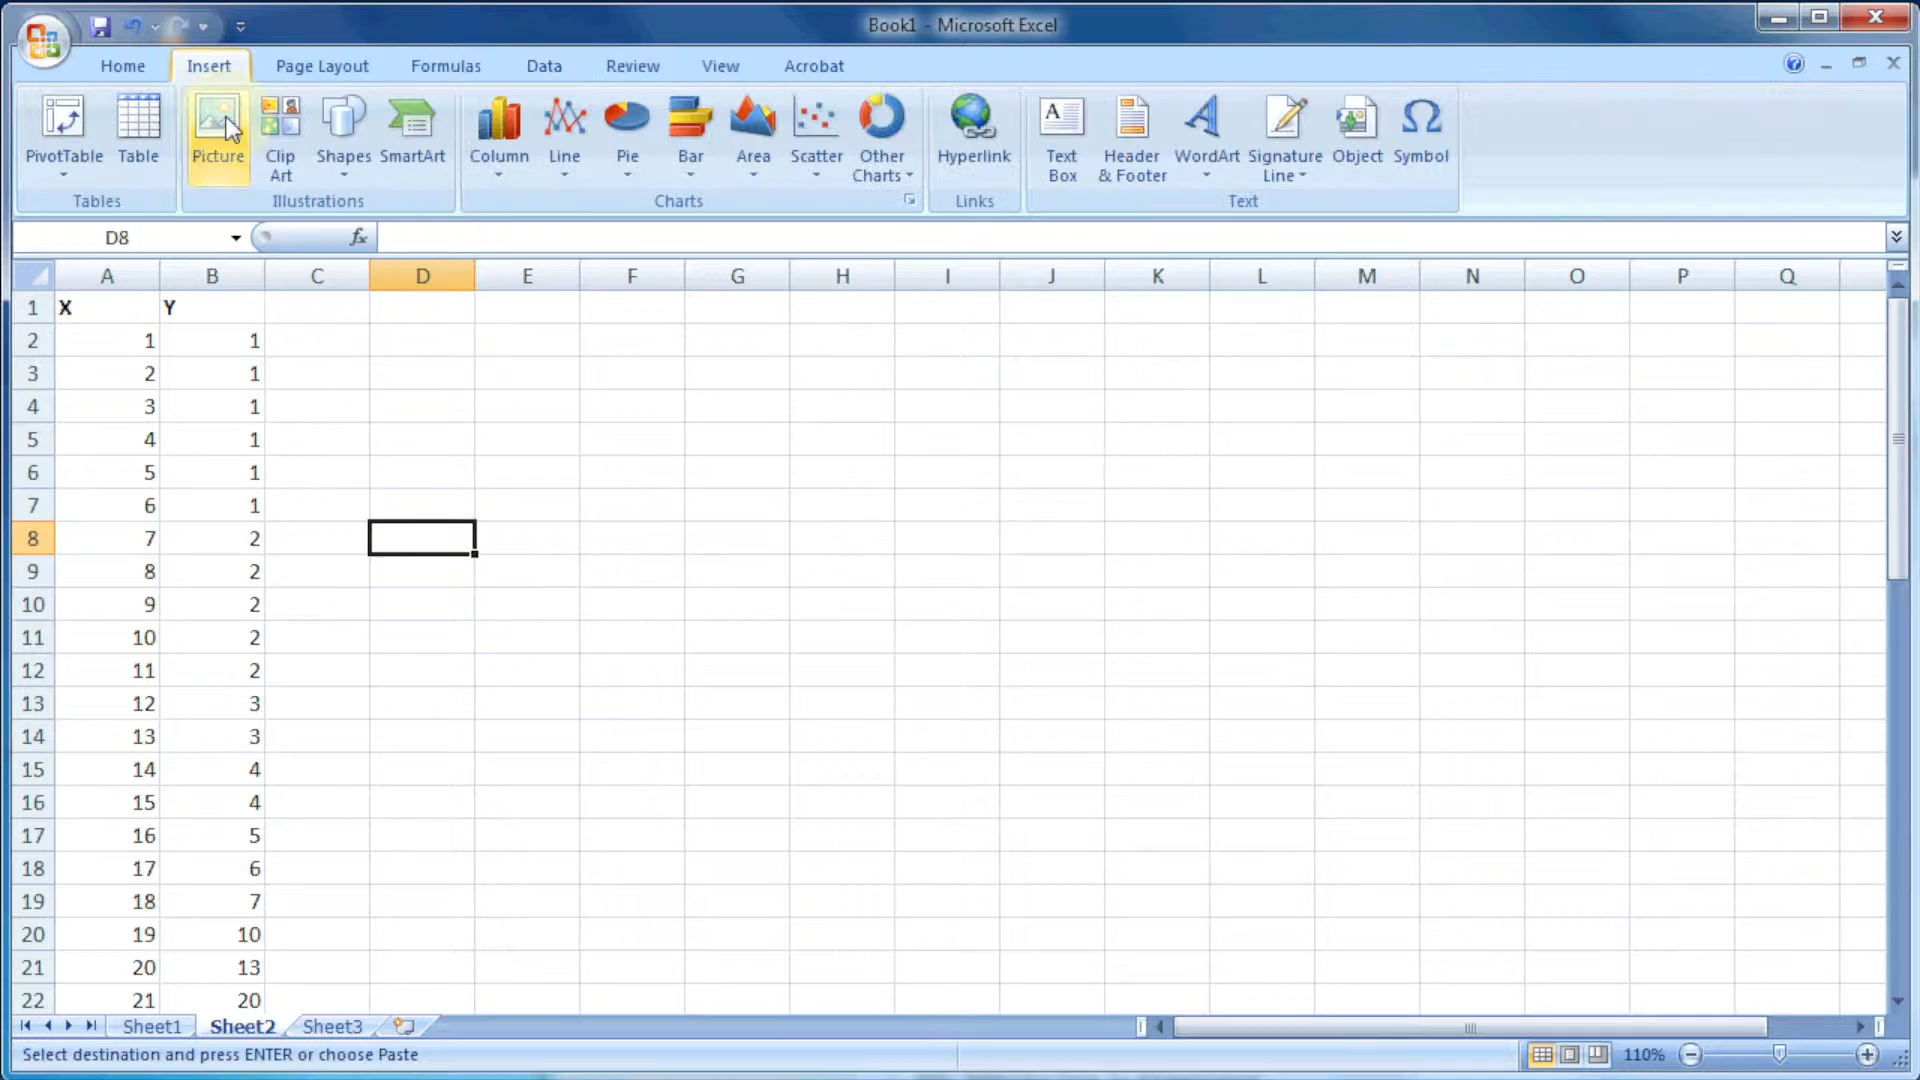 Book1 - Microsoft Excel
Home Insert Page Layout Formulas Data Review View Acrobat
PivotTable Table Picture Clip Art Shapes SmartArt Column Line Pie Bar Area Scatter Other Charts Hyperlink Text Box Header & Footer WordArt Signature Line Object Symbol
Tables Illustrations Charts Links Text
D8 fx
A B C D E F G H I J K L M N O P Q
1 X Y
2 1 1
3 2 1
4 3 1
5 4 1
6 5 1
7 6 1
8 7 2
9 8 2
10 9 2
11 10 2
12 11 2
13 12 3
14 13 3
15 14 4
16 15 4
17 16 5
18 17 6
19 18 7
20 19 10
21 20 13
22 21 20
Sheet1 Sheet2 Sheet3
Select destination and press ENTER or choose Paste 110%